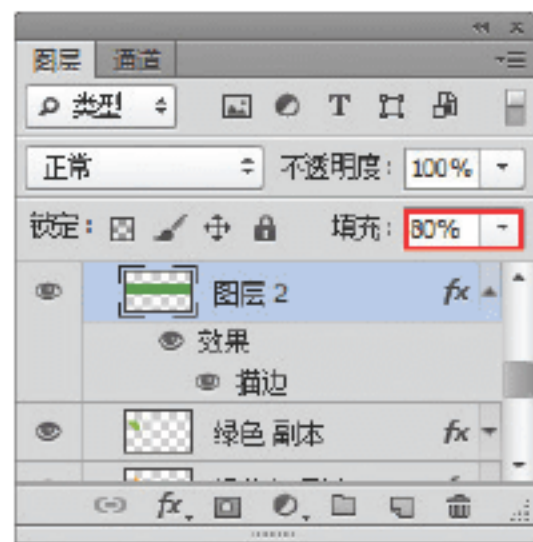 图层 通道
类型 T
正常 不透明度: 100%
锁定: 填充: 80%
图层 2 fx
效果
描边
绿色 副本 fx
fx.